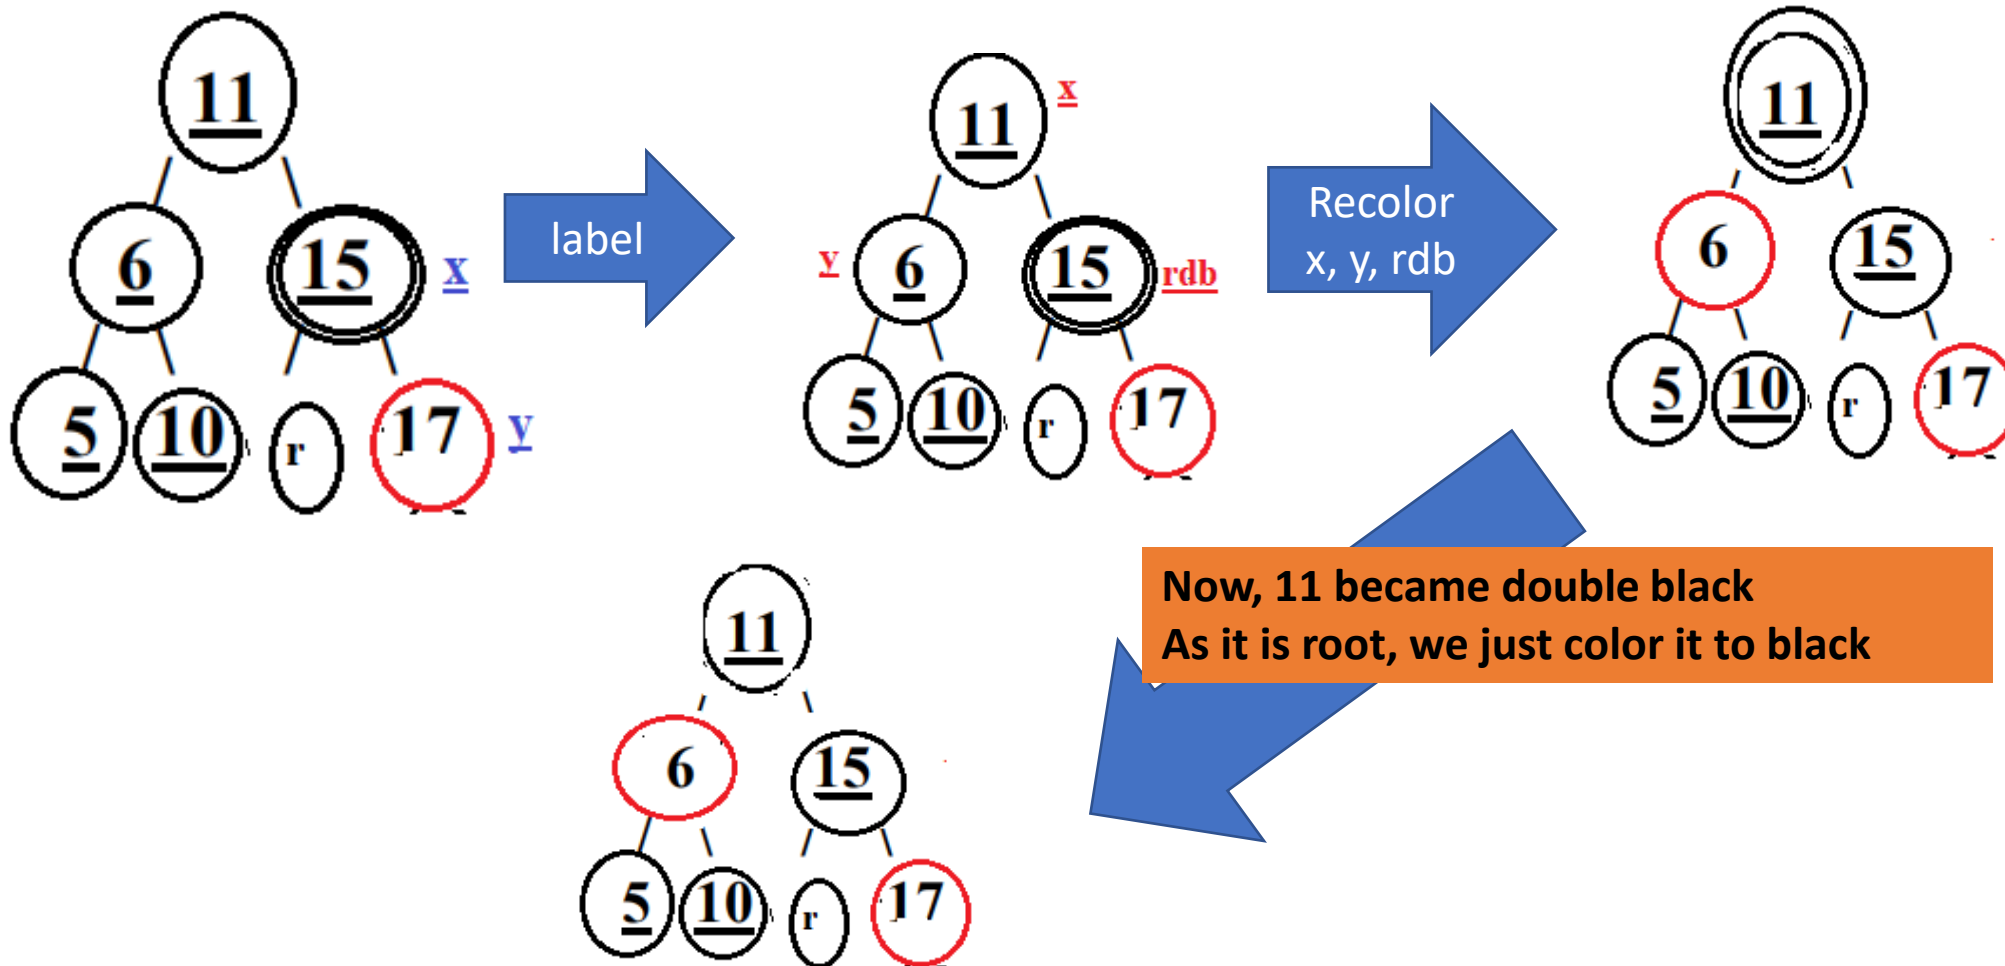 11
6 15 x
5 10 r 17 y
label
11 x
y 6 15 rdb
5 10 r 17
Recolor
x, y, rdb
11
6 15
5 10 r 17
Now, 11 became double black
As it is root, we just color it to black
11
6 15
5 10 r 17